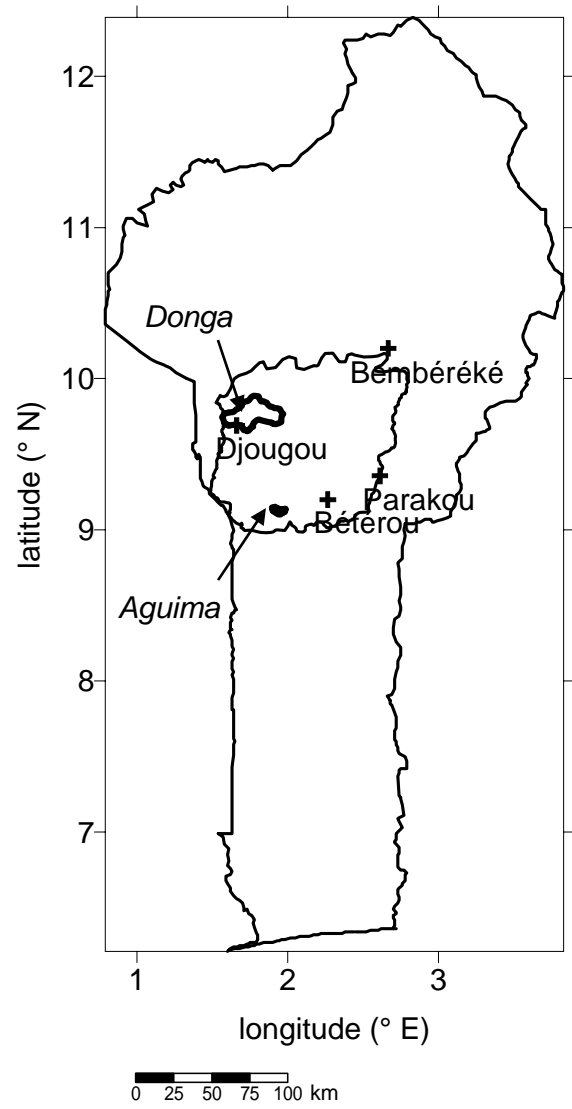 12
11
Donga
10
Bembéréké
Djougou
Parakou
9
Béterou
latitude (° N)
Aguima
8
7
1 2 3
longitude (° E)
0 25 50 75 100 km